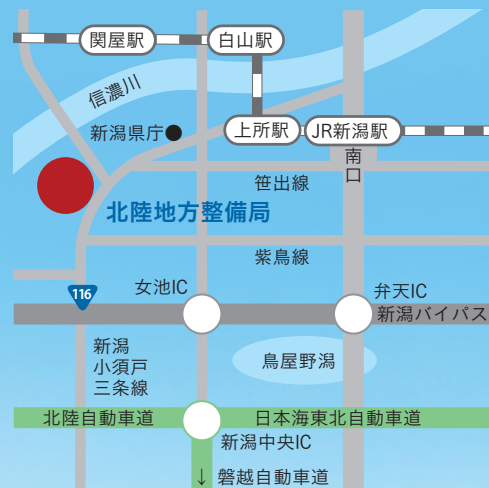 関屋駅
白山駅
信濃川
新潟県庁
上所駅
JR新潟駅
南口
笹出線
北陸地方整備局
紫鳥線
女池IC
弁天IC
116
新潟バイパス
新潟
小須戸
三条線
鳥屋野潟
北陸自動車道
日本海東北自動車道
新潟中央IC
↓ 磐越自動車道